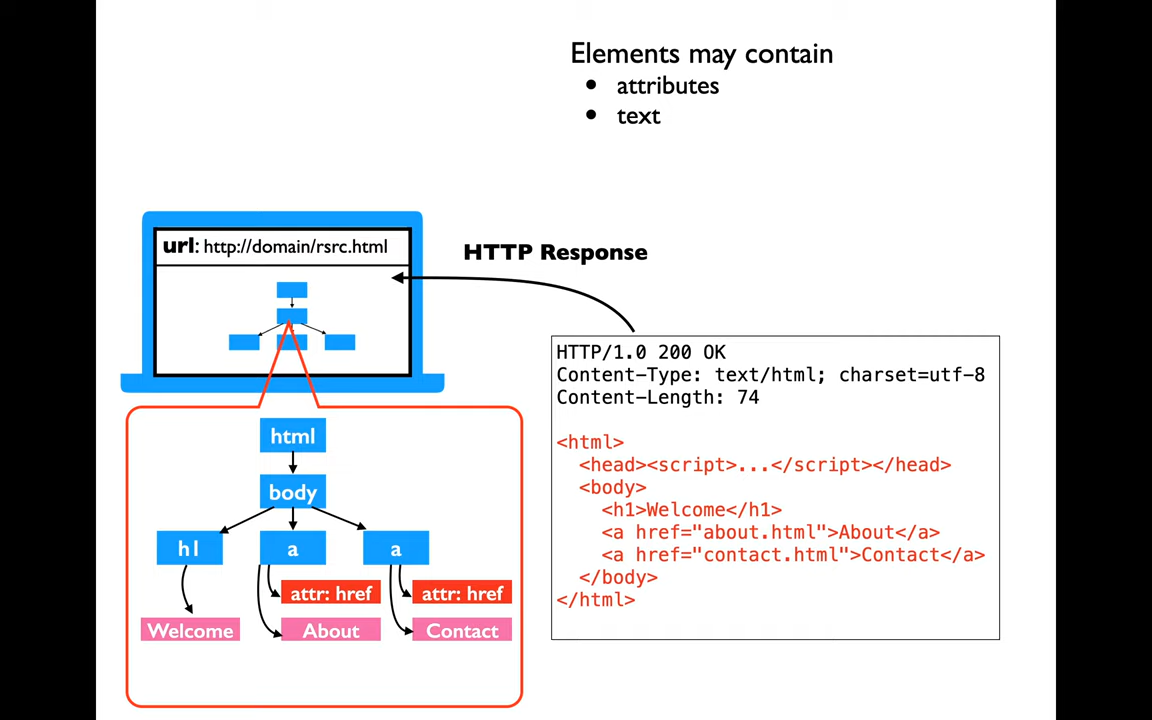 Elements may contain
• attributes
• text
url: http://domain/rsrc.html
HTTP Response
HTTP/1.0 200 OK
Content-Type: text/html; charset=utf-8
Content-Length: 74
<html>
  <head><script>...</script></head>
  <body>
    <h1>Welcome</h1>
    <a href="about.html">About</a>
    <a href="contact.html">Contact</a>
  </body>
</html>
html
body
h1 a a
attr: href attr: href
Welcome About Contact